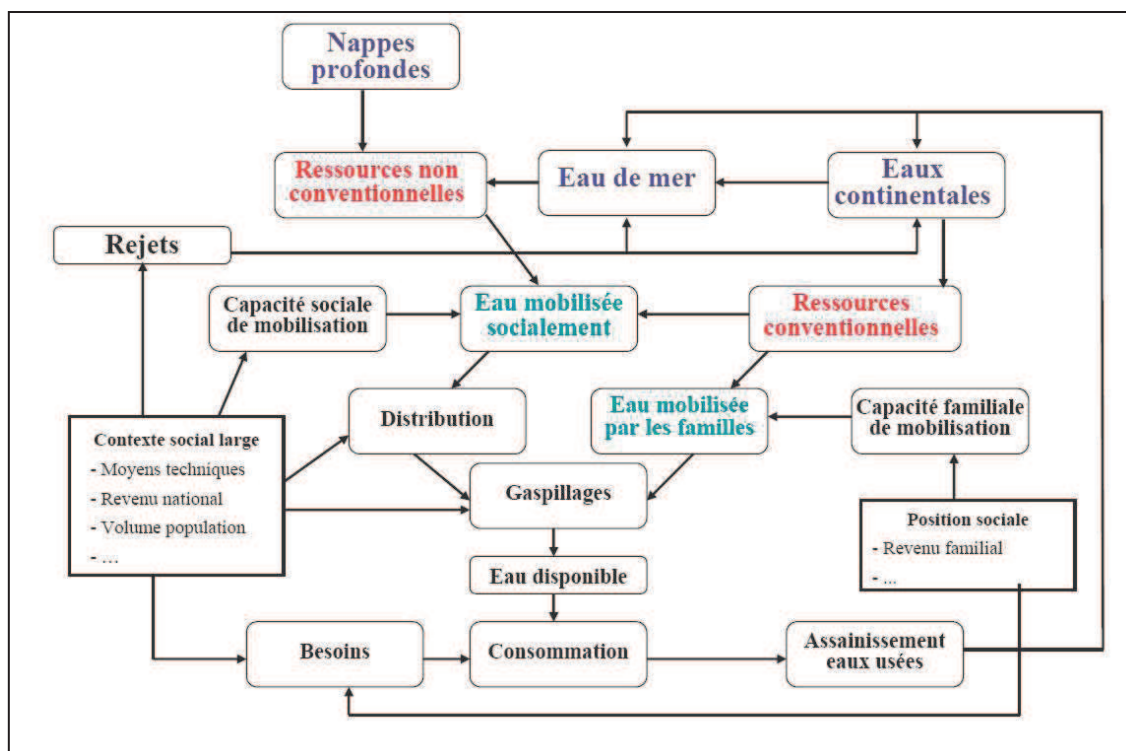 Nappes
profondes
Ressources non
conventionnelles
Eau de mer
Eaux
continentales
Rejets
Capacité sociale
de mobilisation
Eau mobilisée
socialement
Ressources
conventionnelles
Distribution
Eau mobilisée
par les familles
Capacité familiale
de mobilisation
Contexte social large
- Moyens techniques
- Revenu national
- Volume population
- ...
Gaspillages
Position sociale
- Revenu familial
- ...
Eau disponible
Besoins
Consommation
Assainissement
eaux usées